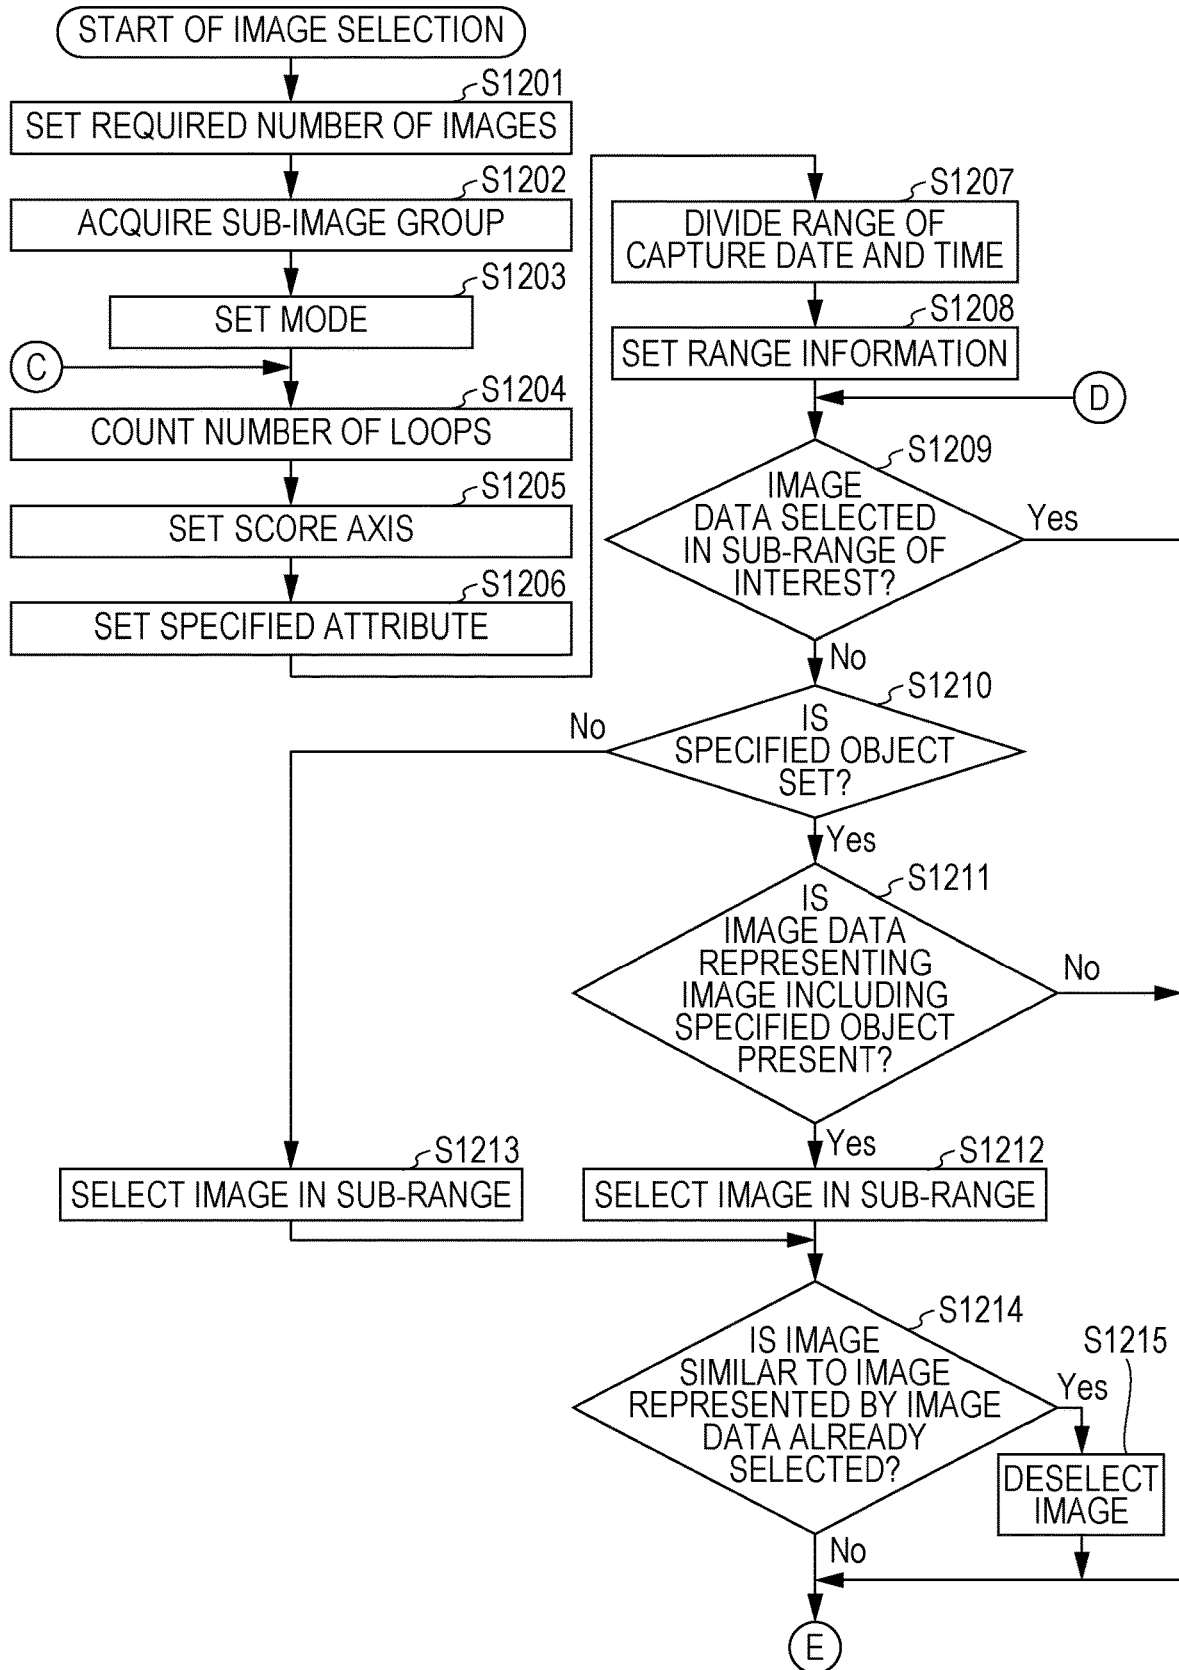 START OF IMAGE SELECTION
S1201
SET REQUIRED NUMBER OF IMAGES
S1202
ACQUIRE SUB-IMAGE GROUP
S1203
SET MODE
C
S1204
COUNT NUMBER OF LOOPS
S1205
SET SCORE AXIS
S1206
SET SPECIFIED ATTRIBUTE
S1207
DIVIDE RANGE OF
CAPTURE DATE AND TIME
S1208
SET RANGE INFORMATION
D
S1209
IMAGE
DATA SELECTED
IN SUB-RANGE OF
INTEREST?
Yes
No
S1210
IS
SPECIFIED OBJECT
SET?
No
Yes
S1211
IS
IMAGE DATA
REPRESENTING
IMAGE INCLUDING
SPECIFIED OBJECT
PRESENT?
No
Yes
S1213
SELECT IMAGE IN SUB-RANGE
S1212
SELECT IMAGE IN SUB-RANGE
S1214
IS IMAGE
SIMILAR TO IMAGE
REPRESENTED BY IMAGE
DATA ALREADY
SELECTED?
Yes
S1215
DESELECT
IMAGE
No
E